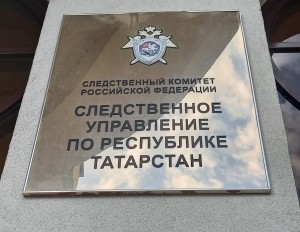 СЛЕДСТВЕННЫЙ КОМИТЕТ
РОССИЙСКОЙ ФЕДЕРАЦИИ
СЛЕДСТВЕННОЕ
УПРАВЛЕНИЕ
ПО РЕСПУБЛИКЕ
ТАТАРСТАН